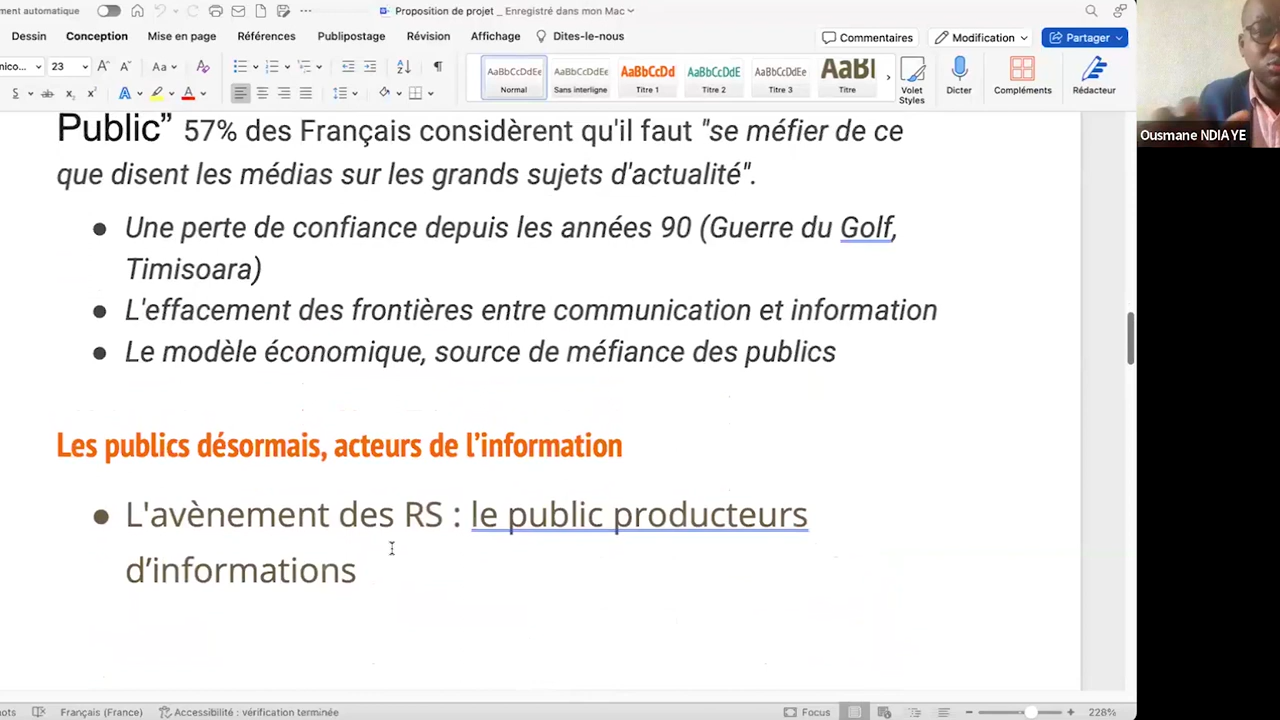 ment automatique
Proposition de projet _ Enregistré dans mon Mac
Dessin Conception Mise en page Références Publipostage Révision Affichage Dites-le-nous Commentaires Modification Partager
23 Aa
AaBbCcDdEe AaBbCcDdEe AaBbCcDd AaBbCcDdE AaBbCcDdEe AaBl
Normal Sans interligne Titre 1 Titre 2 Titre 3 Titre Volet Styles Dicter Compléments Rédacteur
Public” 57% des Français considèrent qu'il faut "se méfier de ce
que disent les médias sur les grands sujets d'actualité".
● Une perte de confiance depuis les années 90 (Guerre du Golf,
Timisoara)
● L'effacement des frontières entre communication et information
● Le modèle économique, source de méfiance des publics
Les publics désormais, acteurs de l’information
● L'avènement des RS : le public producteurs
d’informations
Ousmane NDIAYE
Français (France) Accessibilité : vérification terminée Focus 228%